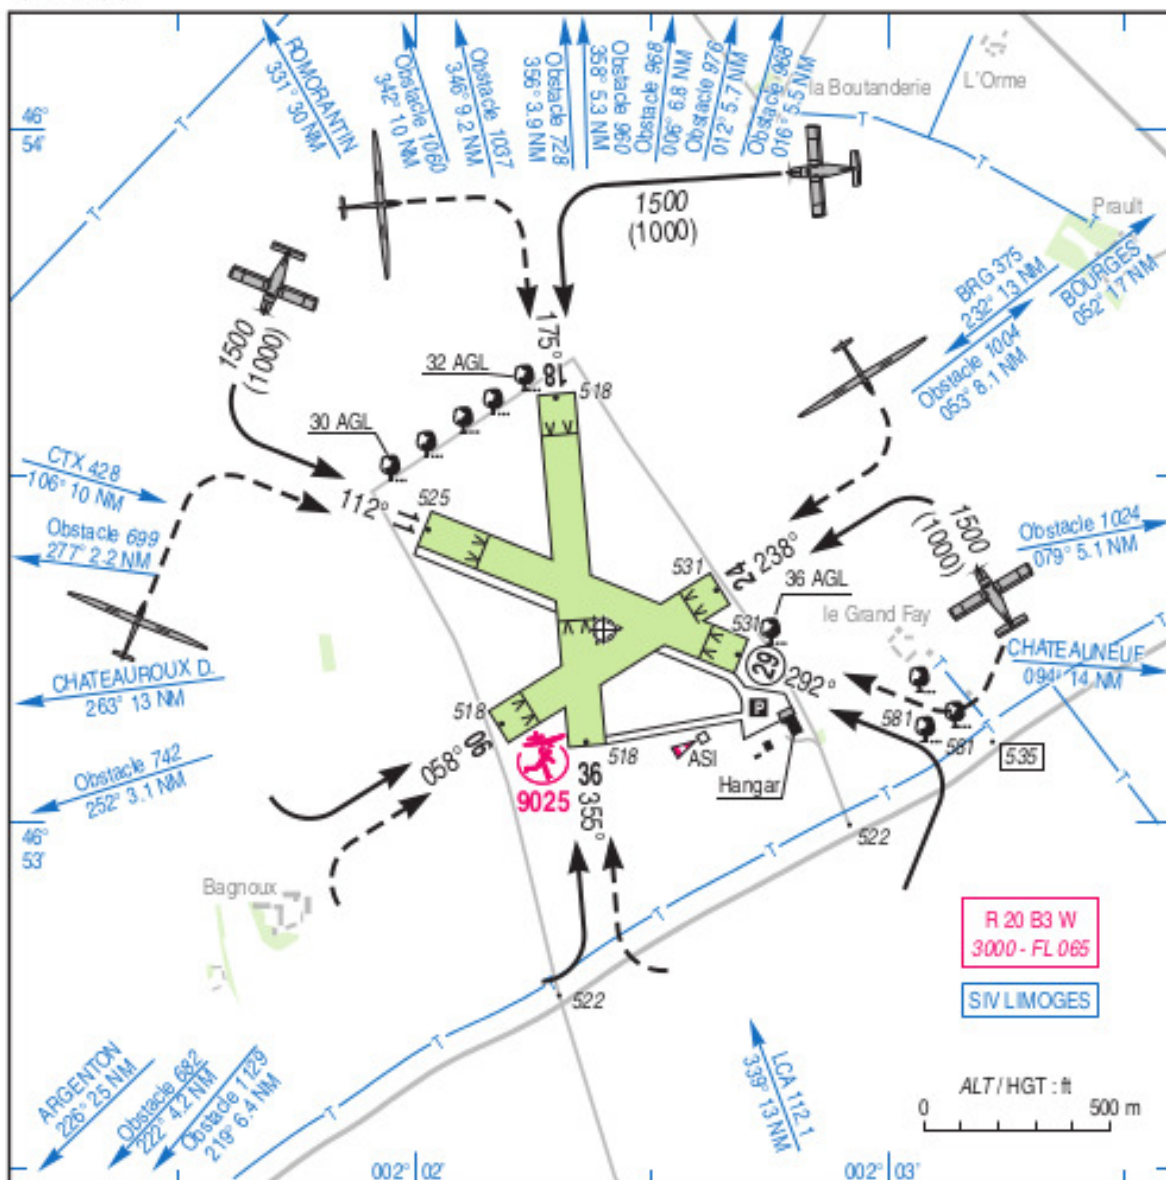 ROMORANTIN
331° 30 NM
Obstacle 1060
342° 10 NM
Obstacle 1037
346° 9.2 NM
Obstacle 728
356° 3.9 NM
Obstacle 960
358° 5.3 NM
Obstacle 968
006° 6.8 NM
Obstacle 976
012° 5.7 NM
Obstacle 968
016° 5.5 NM
la Boutanderie
L'Orme
46°
54'
T
T
T
1500
(1000)
Prault
BRG 375
232° 13 NM
BOURGES
052° 17 NM
Obstacle 1004
053° 8.1 NM
1500
(1000)
175°
18
518
32 AGL
30 AGL
CTX 428
106° 10 NM
112°
11
525
Obstacle 699
277° 2.2 NM
1500
(1000)
Obstacle 1024
079° 5.1 NM
531
24
238°
36 AGL
531
29
292°
le Grand Fay
CHATEAUNEUF
094° 14 NM
T
T
CHATEAUROUX D.
263° 13 NM
518
06
058°
P
581
581
535
Obstacle 742
252° 3.1 NM
9025
36
355°
518
ASI
Hangar
T
T
T
522
46°
53'
Bagnoux
T
522
R 20 B3 W
3000 - FL 065
SIV LIMOGES
T
T
ARGENTON
226° 25 NM
Obstacle 682
222° 4.2 NM
Obstacle 1129
219° 6.4 NM
LCA 112.1
339° 13 NM
ALT / HGT : ft
0 500 m
002° 02'
002° 03'